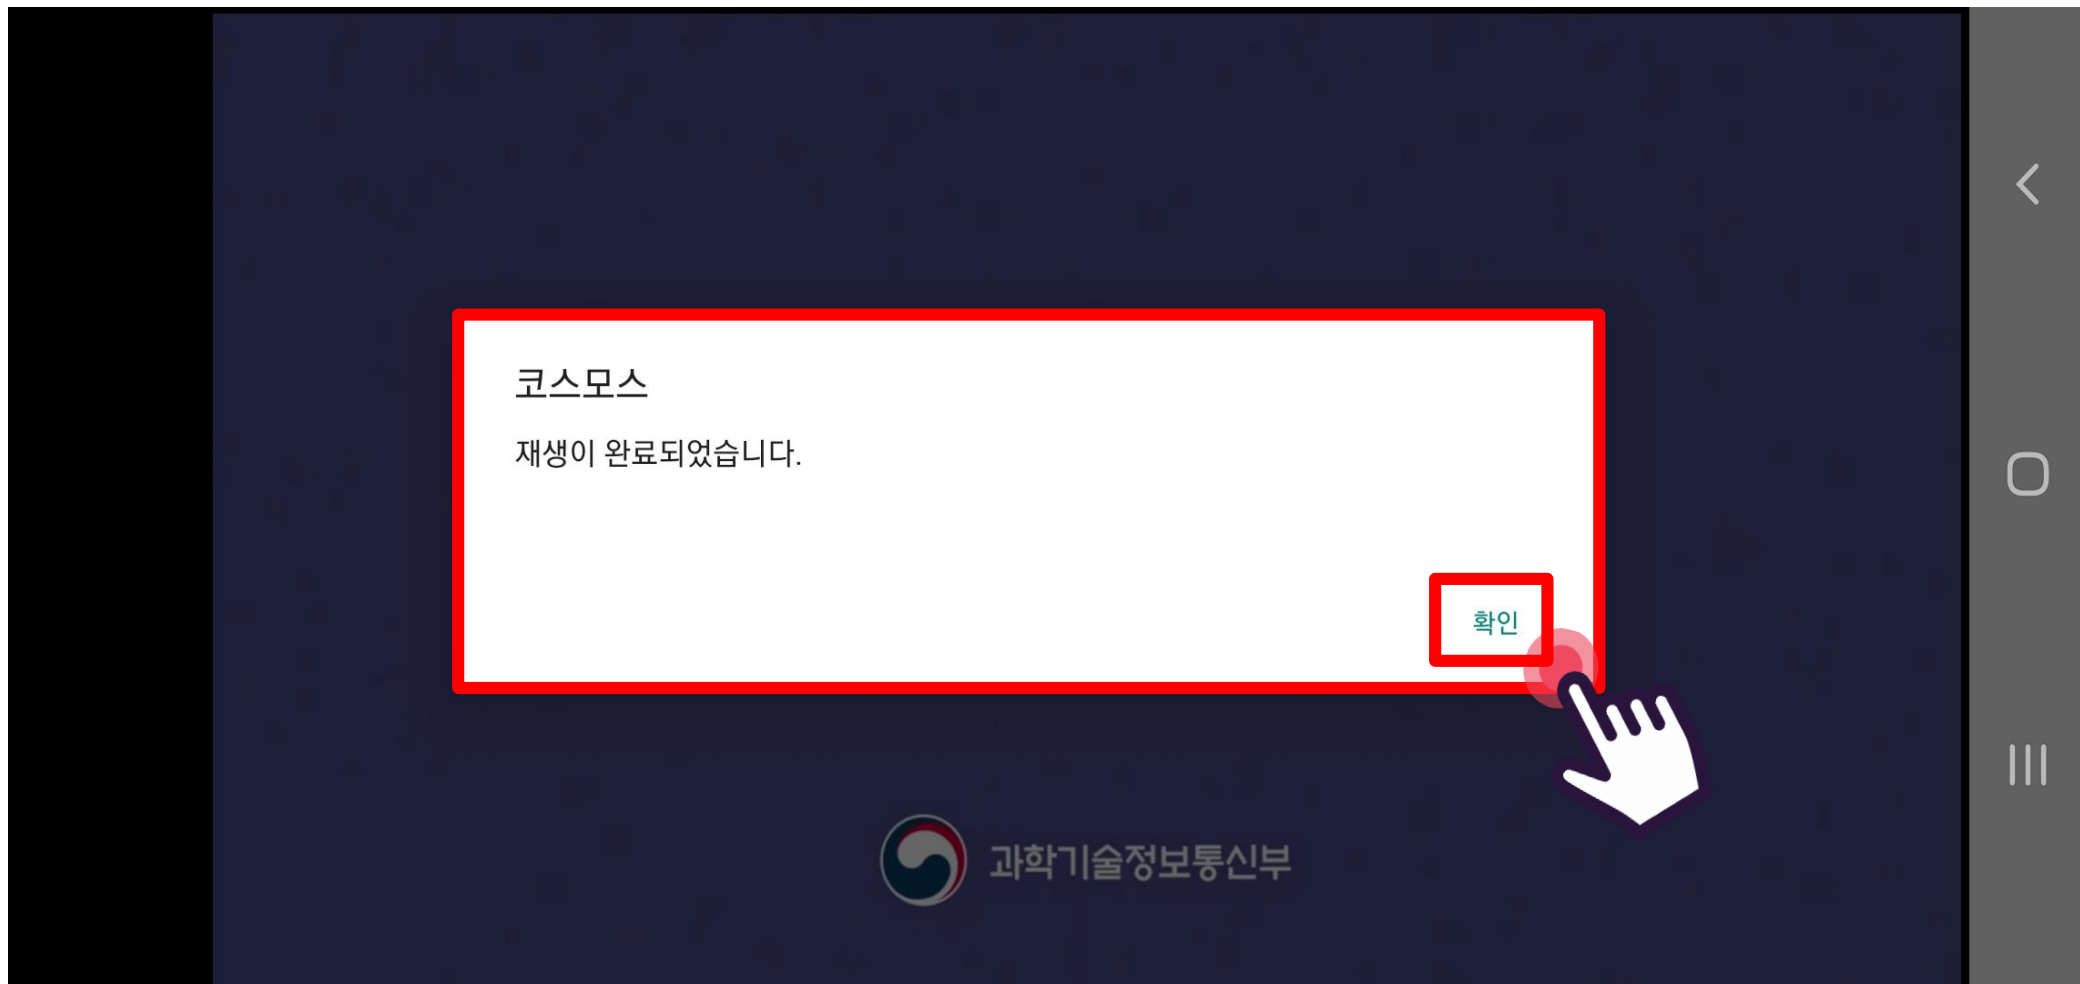 코스모스
재생이 완료되었습니다.
확인
과학기술정보통신부